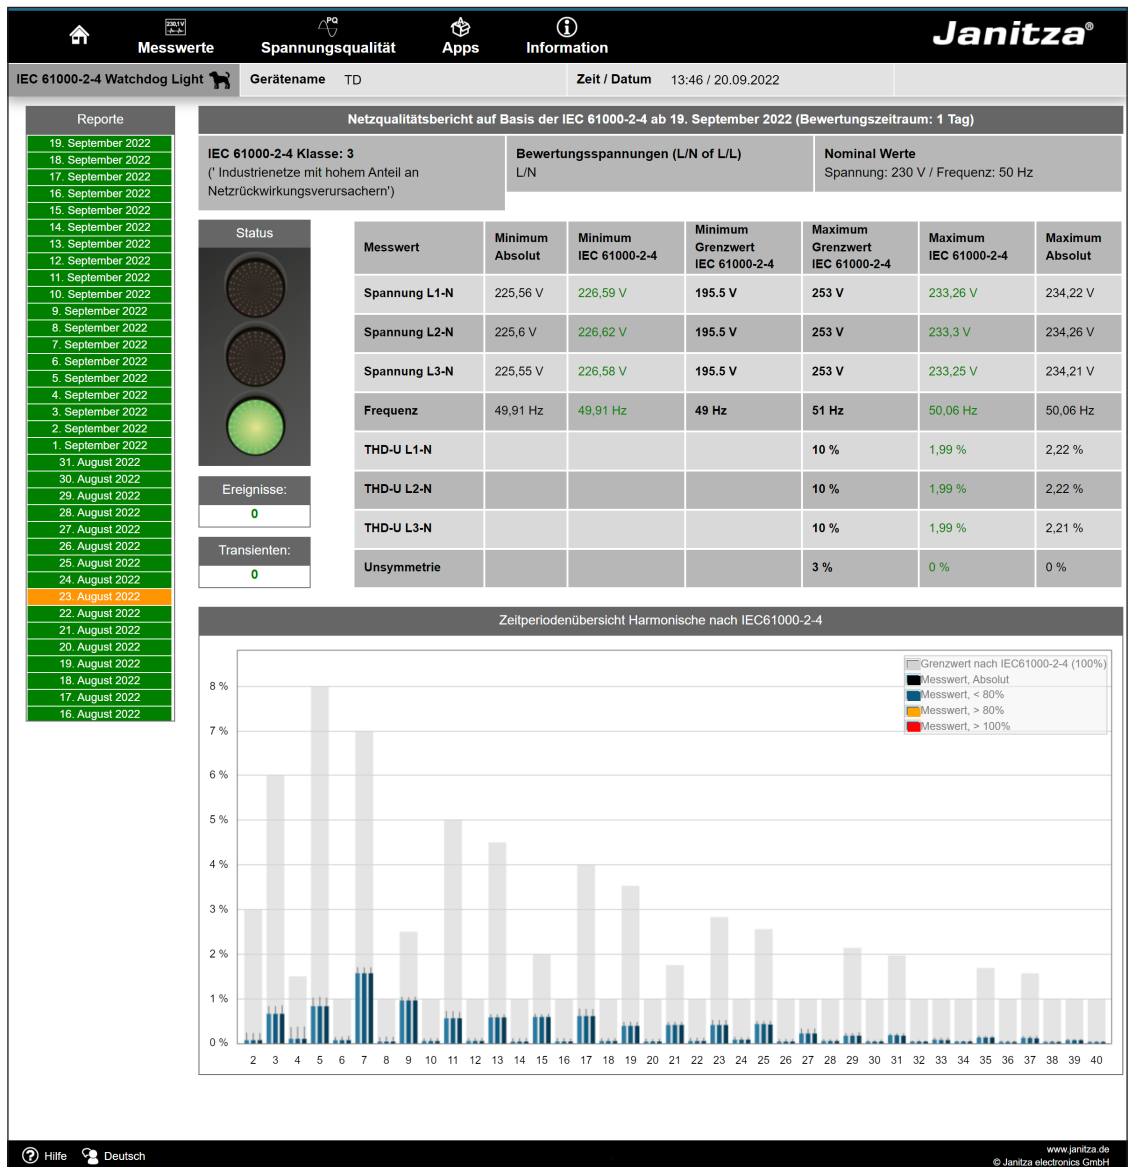 230,1 V
PQ
Messwerte Spannungsqualität Apps Information
Janitza®
IEC 61000-2-4 Watchdog Light
Gerätename TD
Zeit / Datum 13:46 / 20.09.2022
Reporte
19. September 2022
18. September 2022
17. September 2022
16. September 2022
15. September 2022
14. September 2022
13. September 2022
12. September 2022
11. September 2022
10. September 2022
9. September 2022
8. September 2022
7. September 2022
6. September 2022
5. September 2022
4. September 2022
3. September 2022
2. September 2022
1. September 2022
31. August 2022
30. August 2022
29. August 2022
28. August 2022
27. August 2022
26. August 2022
25. August 2022
24. August 2022
23. August 2022
22. August 2022
21. August 2022
20. August 2022
19. August 2022
18. August 2022
17. August 2022
16. August 2022
Netzqualitätsbericht auf Basis der IEC 61000-2-4 ab 19. September 2022 (Bewertungszeitraum: 1 Tag)
IEC 61000-2-4 Klasse: 3
(' Industrienetze mit hohem Anteil an
Netzrückwirkungsverursachern')
Bewertungsspannungen (L/N of L/L)
L/N
Nominal Werte
Spannung: 230 V / Frequenz: 50 Hz
Status
Ereignisse:
0
Transienten:
0
Messwert
Minimum
Absolut
Minimum
IEC 61000-2-4
Minimum
Grenzwert
IEC 61000-2-4
Maximum
Grenzwert
IEC 61000-2-4
Maximum
IEC 61000-2-4
Maximum
Absolut
Spannung L1-N 225,56 V 226,59 V 195.5 V 253 V 233,26 V 234,22 V
Spannung L2-N 225,6 V 226,62 V 195.5 V 253 V 233,3 V 234,26 V
Spannung L3-N 225,55 V 226,58 V 195.5 V 253 V 233,25 V 234,21 V
Frequenz 49,91 Hz 49,91 Hz 49 Hz 51 Hz 50,06 Hz 50,06 Hz
THD-U L1-N 10 % 1,99 % 2,22 %
THD-U L2-N 10 % 1,99 % 2,22 %
THD-U L3-N 10 % 1,99 % 2,21 %
Unsymmetrie 3 % 0 % 0 %
Zeitperiodenübersicht Harmonische nach IEC61000-2-4
Grenzwert nach IEC61000-2-4 (100%)
Messwert, Absolut
Messwert, < 80%
Messwert, > 80%
Messwert, > 100%
8 %
7 %
6 %
5 %
4 %
3 %
2 %
1 %
0 %
2 3 4 5 6 7 8 9 10 11 12 13 14 15 16 17 18 19 20 21 22 23 24 25 26 27 28 29 30 31 32 33 34 35 36 37 38 39 40
Hilfe Deutsch
www.janitza.de
© Janitza electronics GmbH